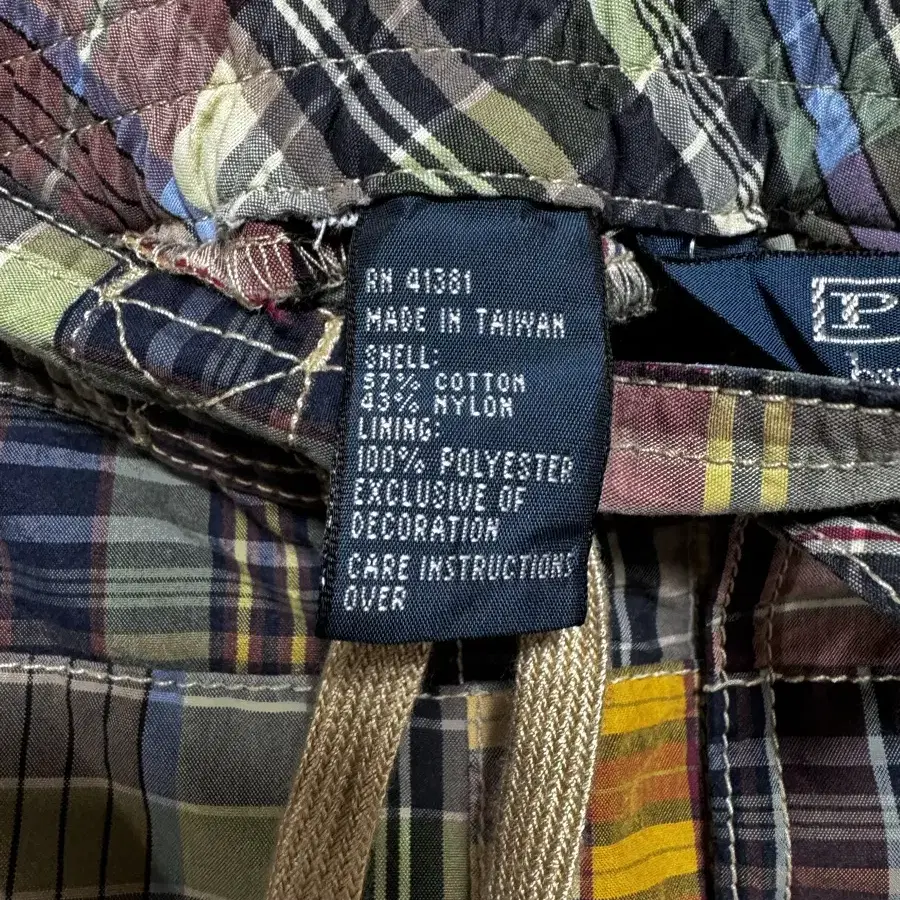 RN 41381
MADE IN TAIWAN
SHELL:
57% COTTON
43% NYLON
LINING:
100% POLYESTER
EXCLUSIVE OF
DECORATION
CARE INSTRUCTIONS
OVER